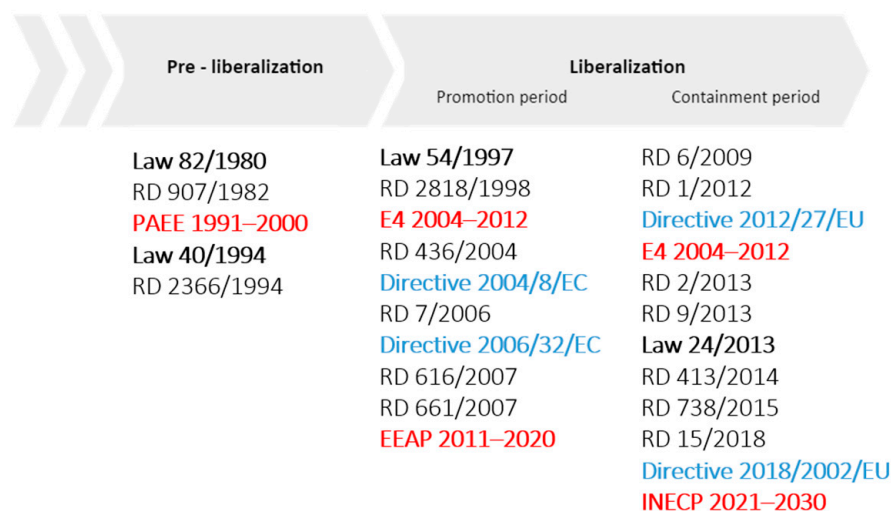 Pre - liberalization
Liberalization
Promotion period
Containment period
Law 82/1980
RD 907/1982
PAEE 1991–2000
Law 40/1994
RD 2366/1994
Law 54/1997
RD 2818/1998
E4 2004–2012
RD 436/2004
Directive 2004/8/EC
RD 7/2006
Directive 2006/32/EC
RD 616/2007
RD 661/2007
EEAP 2011–2020
RD 6/2009
RD 1/2012
Directive 2012/27/EU
E4 2004–2012
RD 2/2013
RD 9/2013
Law 24/2013
RD 413/2014
RD 738/2015
RD 15/2018
Directive 2018/2002/EU
INECP 2021–2030